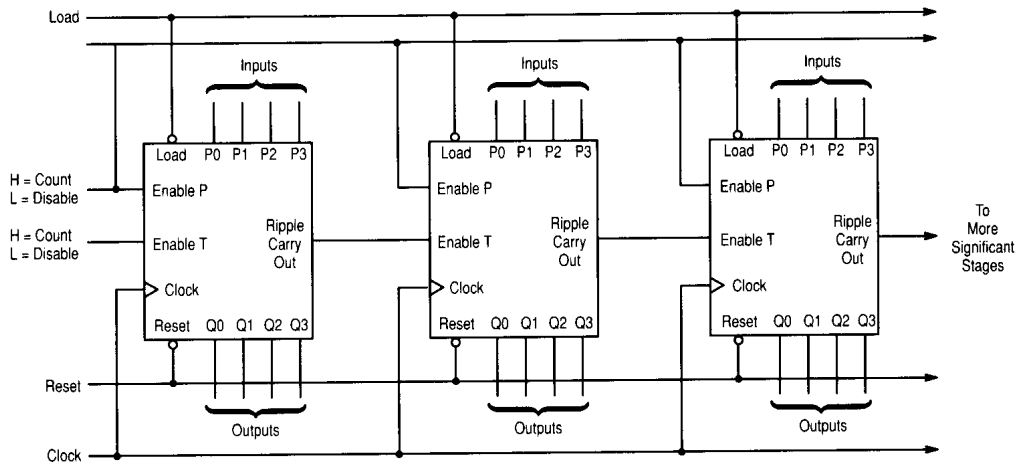 Load
Inputs
Inputs
Inputs
Load P0 P1 P2 P3
Load P0 P1 P2 P3
Load P0 P1 P2 P3
H = Count
L = Disable
Enable P
Enable P
Enable P
H = Count
L = Disable
Enable T
Ripple
Carry
Out
Enable T
Ripple
Carry
Out
Enable T
Ripple
Carry
Out
To
More
Significant
Stages
Clock
Clock
Clock
Reset Q0 Q1 Q2 Q3
Reset Q0 Q1 Q2 Q3
Reset Q0 Q1 Q2 Q3
Reset
Outputs
Outputs
Outputs
Clock